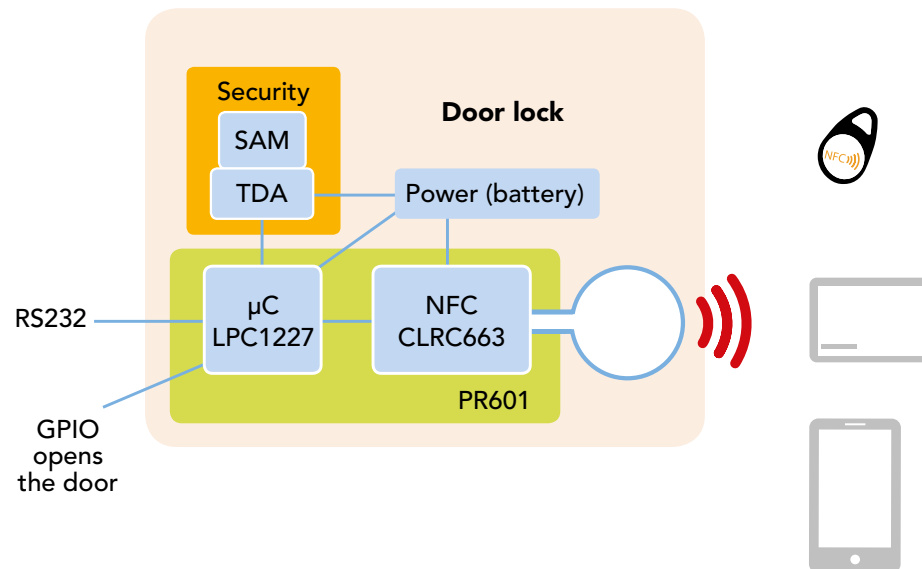 Security
SAM
TDA
Door lock
Power (battery)
NFC
RS232
µC
LPC1227
NFC
CLRC663
PR601
GPIO
opens
the door